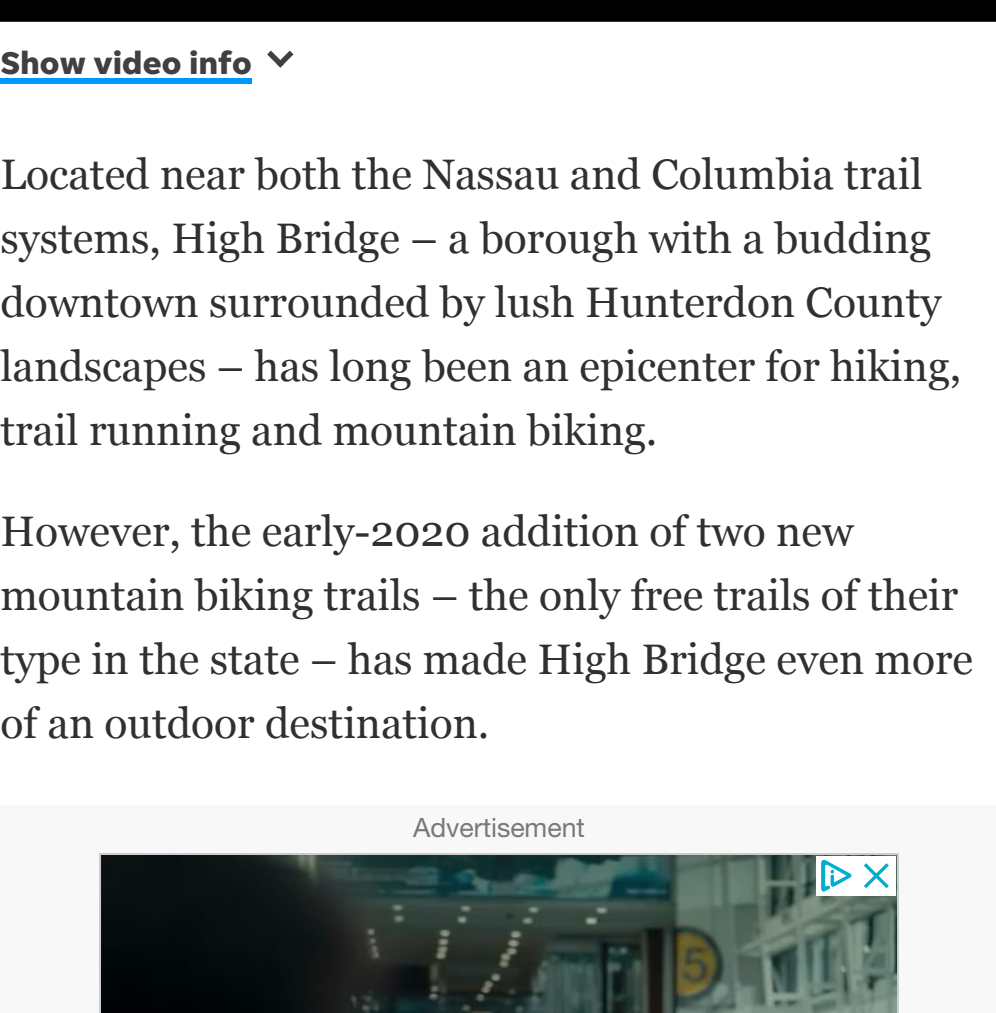 Show video info
Located near both the Nassau and Columbia trail
systems, High Bridge – a borough with a budding
downtown surrounded by lush Hunterdon County
landscapes – has long been an epicenter for hiking,
trail running and mountain biking.
However, the early-2020 addition of two new
mountain biking trails – the only free trails of their
type in the state – has made High Bridge even more
of an outdoor destination.
Advertisement
5